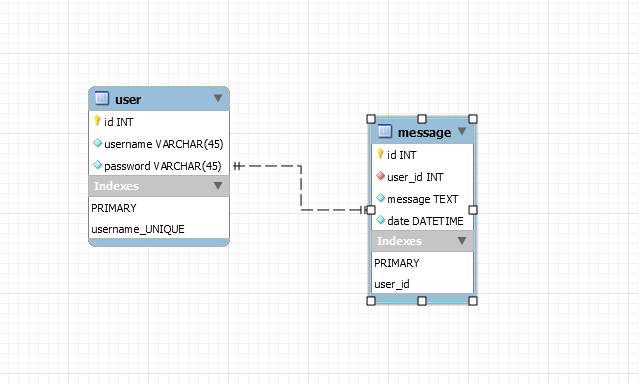 user
id INT
username VARCHAR(45)
password VARCHAR(45)
Indexes
PRIMARY
username_UNIQUE
message
id INT
user_id INT
message TEXT
date DATETIME
Indexes
PRIMARY
user_id